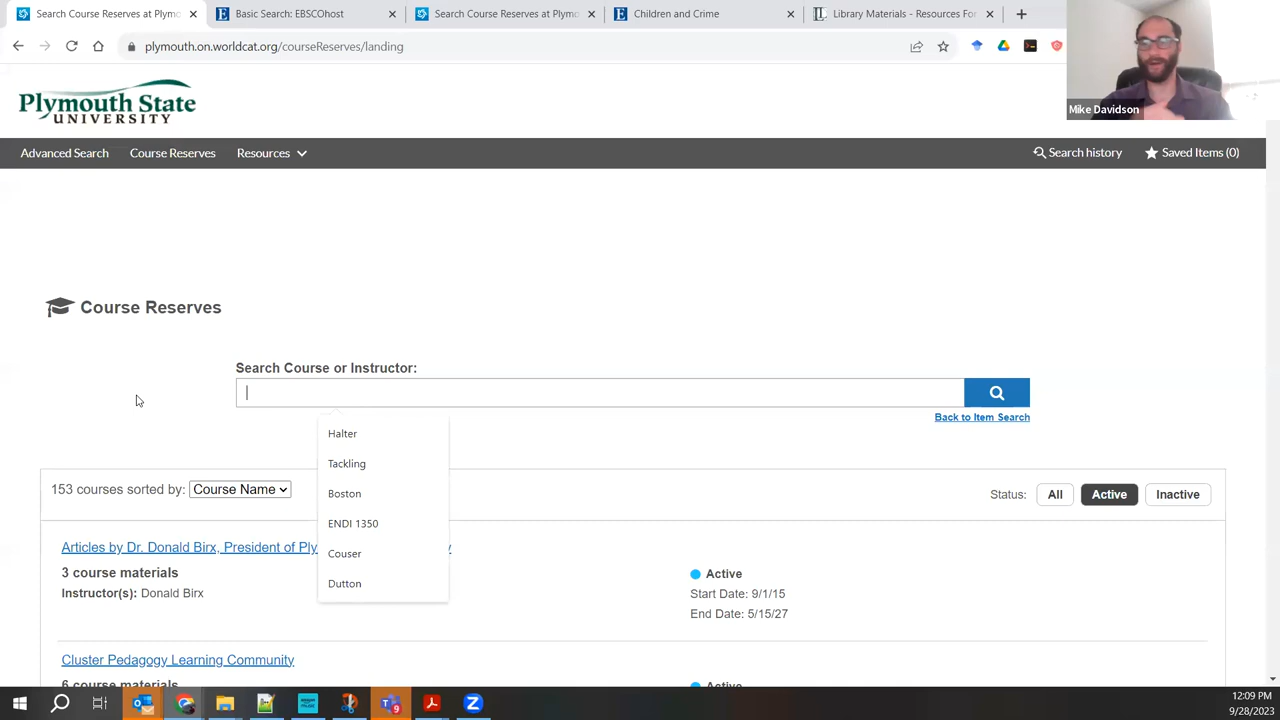 Search Course Reserves at Plymo
Basic Search: EBSCOhost
Search Course Reserves at Plymo
Children and Crime
Library Materials - Resources For
plymouth.on.worldcat.org/courseReserves/landing
Mike Davidson
Plymouth State
UNIVERSITY
Advanced Search Course Reserves Resources Search history Saved Items (0)
Course Reserves
Search Course or Instructor:
Back to Item Search
Halter
Tackling
Boston
ENDI 1350
Couser
Dutton
153 courses sorted by: Course Name Status: All Active Inactive
Articles by Dr. Donald Birx, President of Ply y
3 course materials
Instructor(s): Donald Birx
Active
Start Date: 9/1/15
End Date: 5/15/27
Cluster Pedagogy Learning Community
6 course materials
Active
12:09 PM
9/28/2023